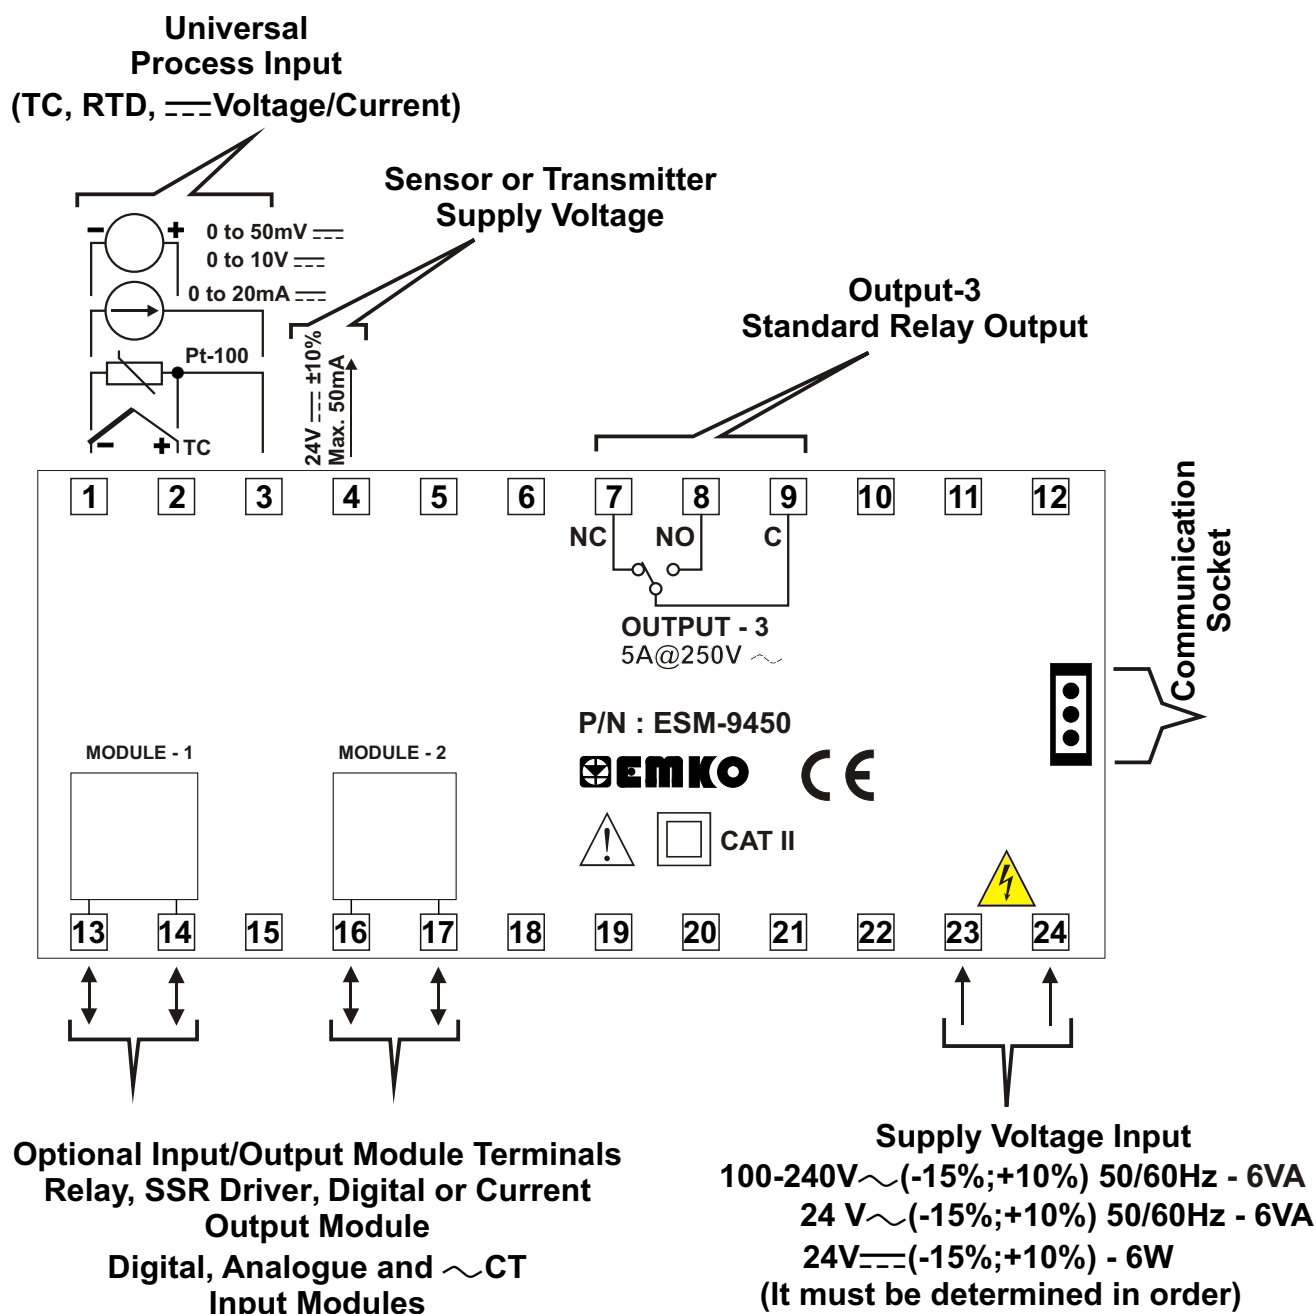 Universal
Process Input
(TC, RTD, Voltage/Current)
Sensor or Transmitter
Supply Voltage
- + 0 to 50mV
0 to 10V
0 to 20mA
Pt-100
- + TC
24V ±10%
Max. 50mA
Output-3
Standard Relay Output
1 2 3 4 5 6 7 8 9 10 11 12
NC NO C
OUTPUT - 3
5A@250V ~
Communication
Socket
P/N : ESM-9450
EMKO CE
! CAT II
MODULE - 1 MODULE - 2
13 14 15 16 17 18 19 20 21 22 23 24
Optional Input/Output Module Terminals
Relay, SSR Driver, Digital or Current
Output Module
Digital, Analogue and ~CT
Input Modules
Supply Voltage Input
100-240V~(-15%;+10%) 50/60Hz - 6VA
24 V~(-15%;+10%) 50/60Hz - 6VA
24V(-15%;+10%) - 6W
(It must be determined in order)